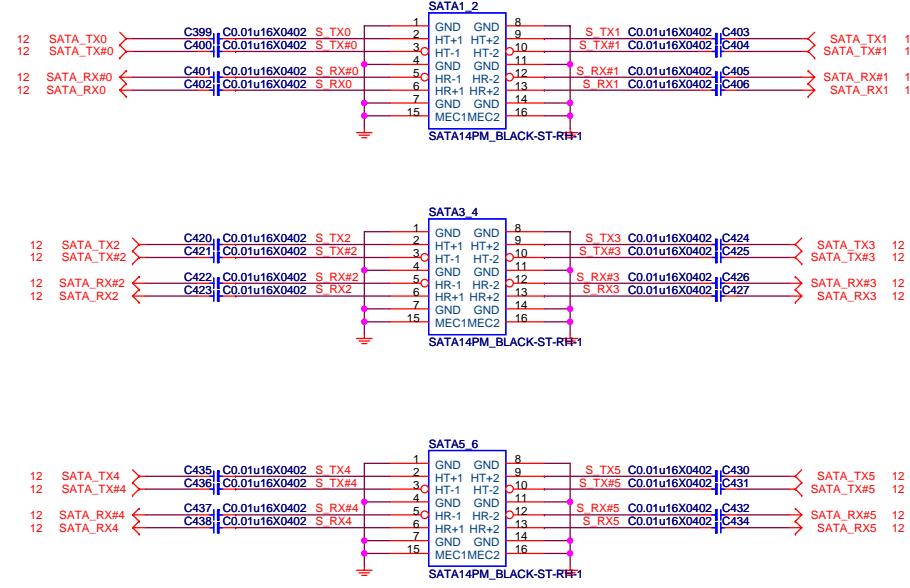 SATA1_2
12 SATA_TX0 C399 C0.01u16X0402 S_TX0 1 GND GND 8
2 HT+1 HT+2 9 S_TX1 C0.01u16X0402 C403 SATA_TX1 1
12 SATA_TX#0 C400 C0.01u16X0402 S_TX#0 3 HT-1 HT-2 10 S_TX#1 C0.01u16X0402 C404 SATA_TX#1 1
4 GND GND 11
12 SATA_RX#0 C401 C0.01u16X0402 S_RX#0 5 HR-1 HR-2 12 S_RX#1 C0.01u16X0402 C405 SATA_RX#1 1
12 SATA_RX0 C402 C0.01u16X0402 S_RX0 6 HR+1 HR+2 13 S_RX1 C0.01u16X0402 C406 SATA_RX1 1
7 GND GND 14
15 MEC1MEC2 16
SATA14PM_BLACK-ST-RH-1
SATA3_4
1 GND GND 8
12 SATA_TX2 C420 C0.01u16X0402 S_TX2 2 HT+1 HT+2 9 S_TX3 C0.01u16X0402 C424 SATA_TX3 12
12 SATA_TX#2 C421 C0.01u16X0402 S_TX#2 3 HT-1 HT-2 10 S_TX#3 C0.01u16X0402 C425 SATA_TX#3 12
4 GND GND 11
12 SATA_RX#2 C422 C0.01u16X0402 S_RX#2 5 HR-1 HR-2 12 S_RX#3 C0.01u16X0402 C426 SATA_RX#3 12
12 SATA_RX2 C423 C0.01u16X0402 S_RX2 6 HR+1 HR+2 13 S_RX3 C0.01u16X0402 C427 SATA_RX3 12
7 GND GND 14
15 MEC1MEC2 16
SATA14PM_BLACK-ST-RH-1
SATA5_6
1 GND GND 8
12 SATA_TX4 C435 C0.01u16X0402 S_TX4 2 HT+1 HT+2 9 S_TX5 C0.01u16X0402 C430 SATA_TX5 12
12 SATA_TX#4 C436 C0.01u16X0402 S_TX#4 3 HT-1 HT-2 10 S_TX#5 C0.01u16X0402 C431 SATA_TX#5 12
4 GND GND 11
12 SATA_RX#4 C437 C0.01u16X0402 S_RX#4 5 HR-1 HR-2 12 S_RX#5 C0.01u16X0402 C432 SATA_RX#5 12
12 SATA_RX4 C438 C0.01u16X0402 S_RX4 6 HR+1 HR+2 13 S_RX5 C0.01u16X0402 C434 SATA_RX5 12
7 GND GND 14
15 MEC1MEC2 16
SATA14PM_BLACK-ST-RH-1